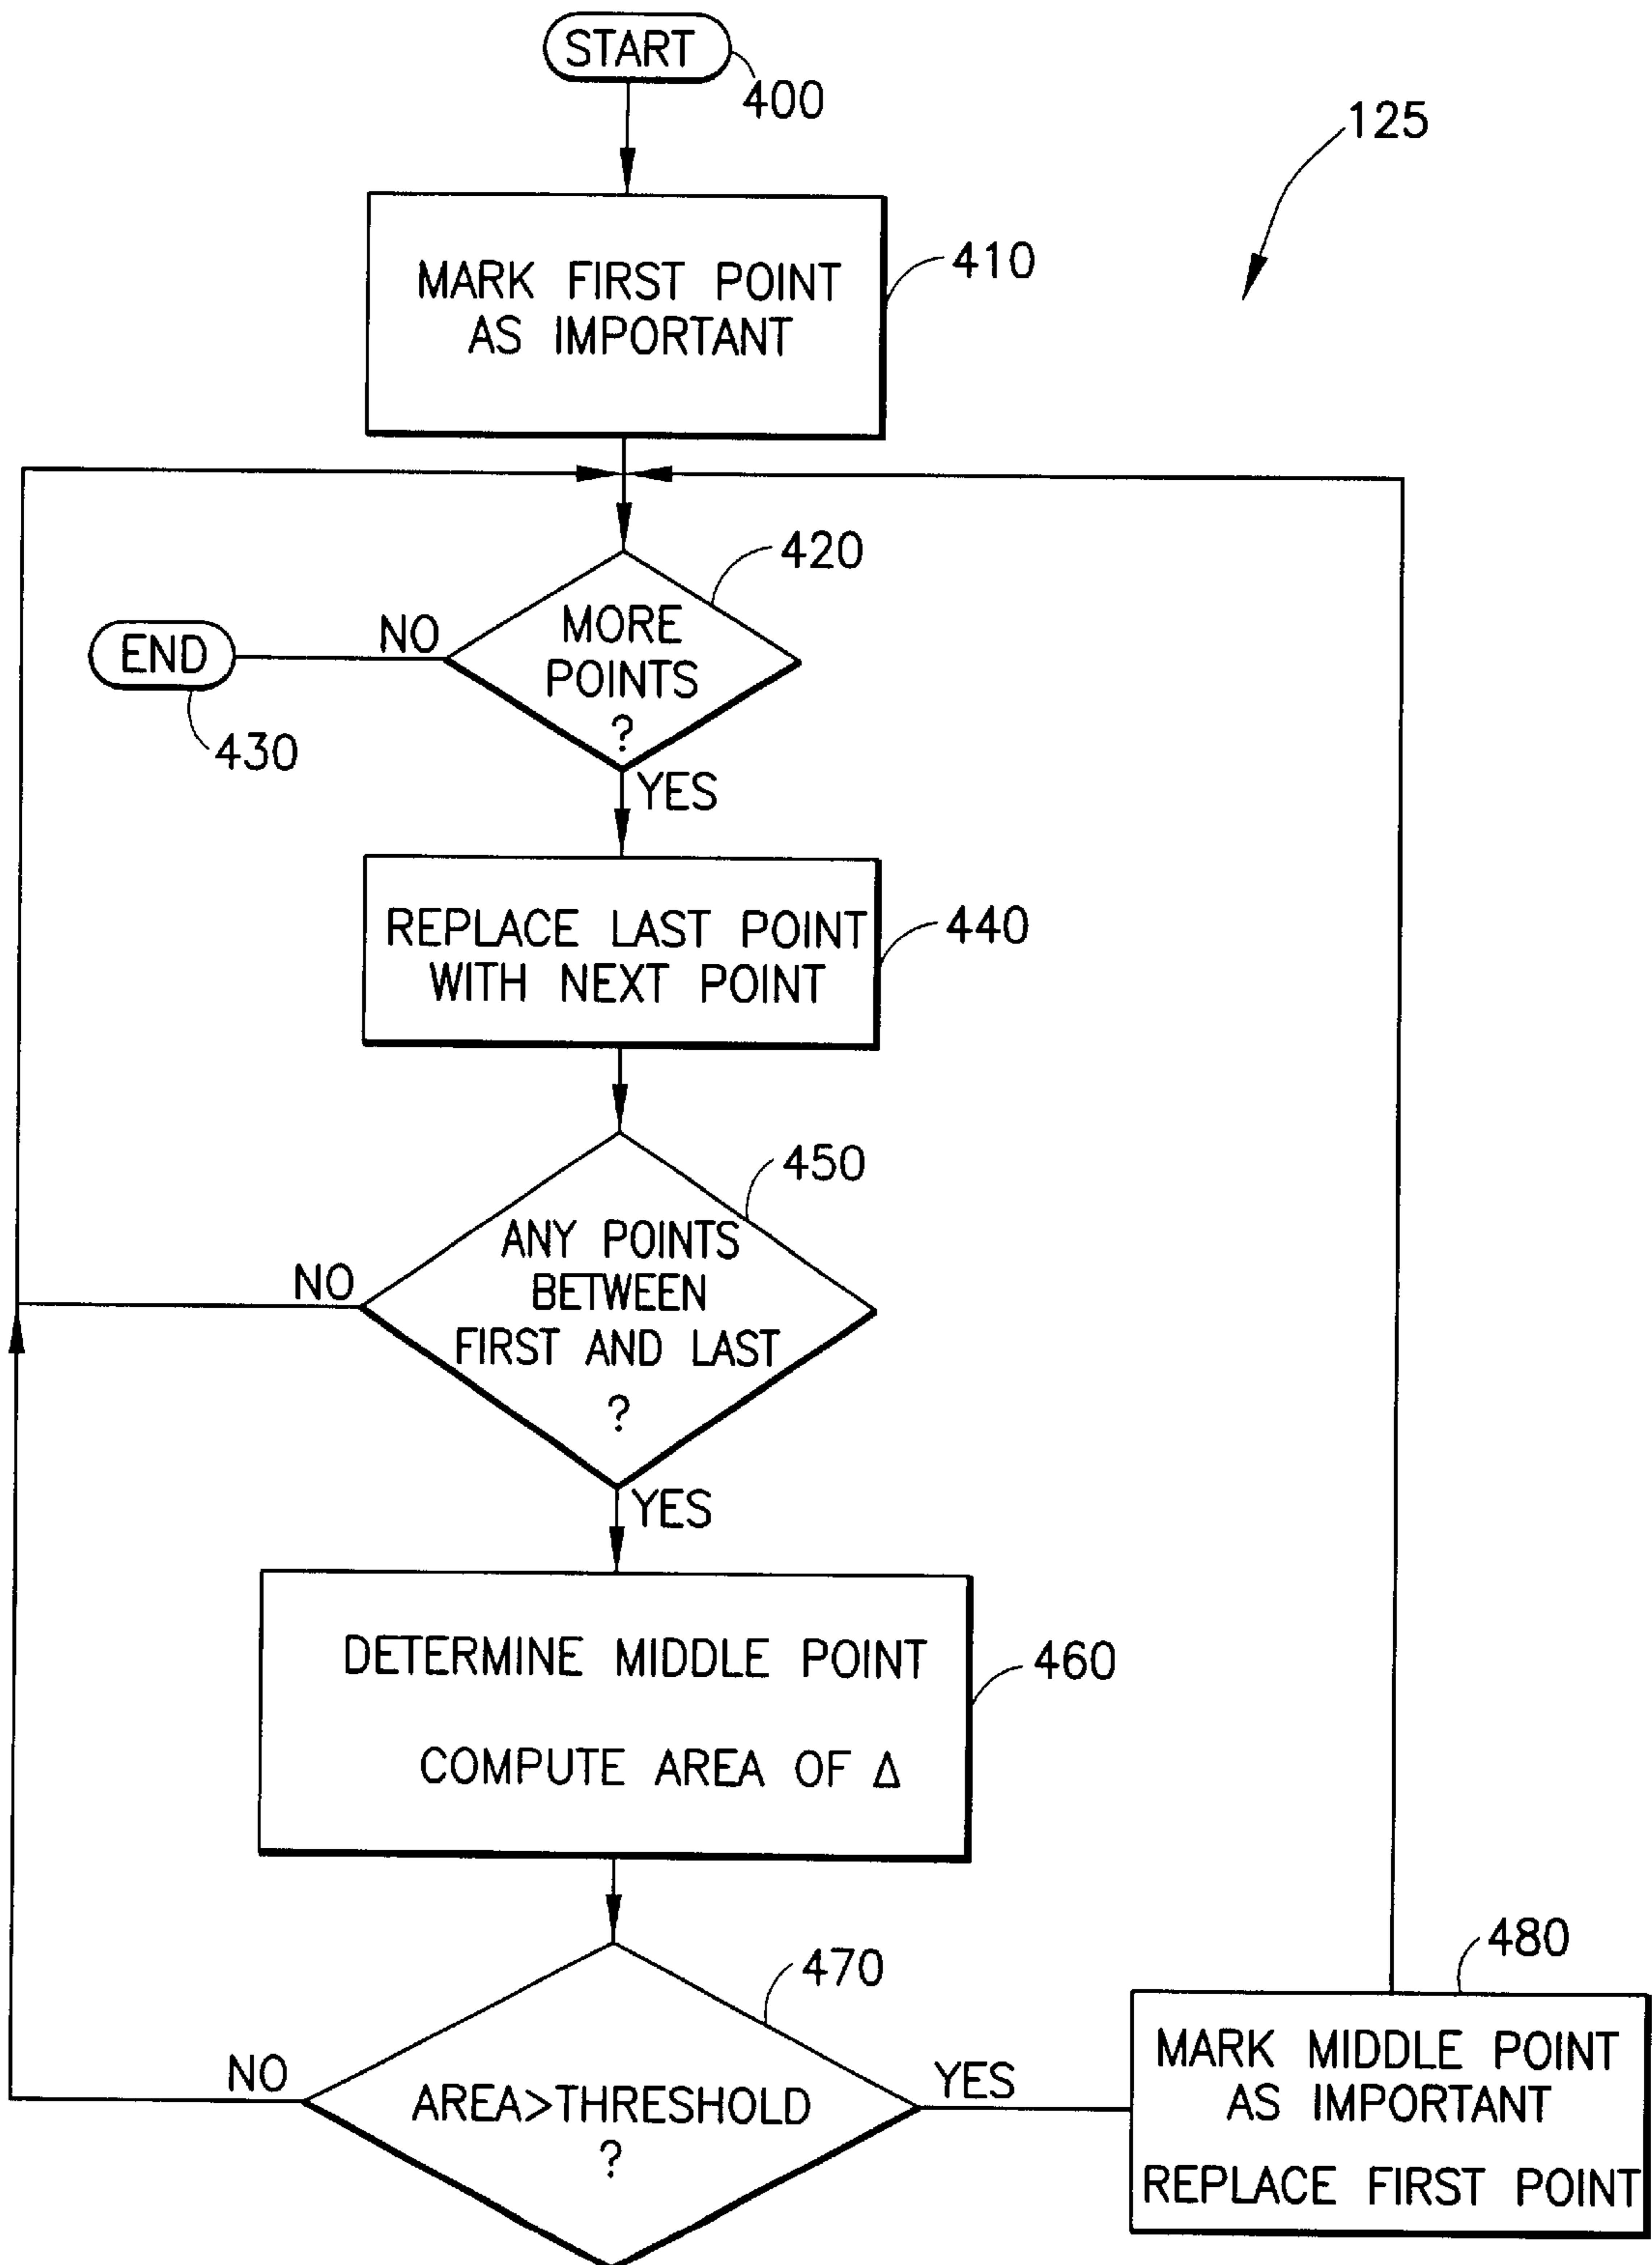 START
400
125
MARK FIRST POINT
AS IMPORTANT
410
420
MORE
POINTS
?
NO
END
430
YES
REPLACE LAST POINT
WITH NEXT POINT
440
450
ANY POINTS
BETWEEN
FIRST AND LAST
?
NO
YES
DETERMINE MIDDLE POINT
COMPUTE AREA OF Δ
460
470
AREA>THRESHOLD
?
NO
YES
480
MARK MIDDLE POINT
AS IMPORTANT
REPLACE FIRST POINT